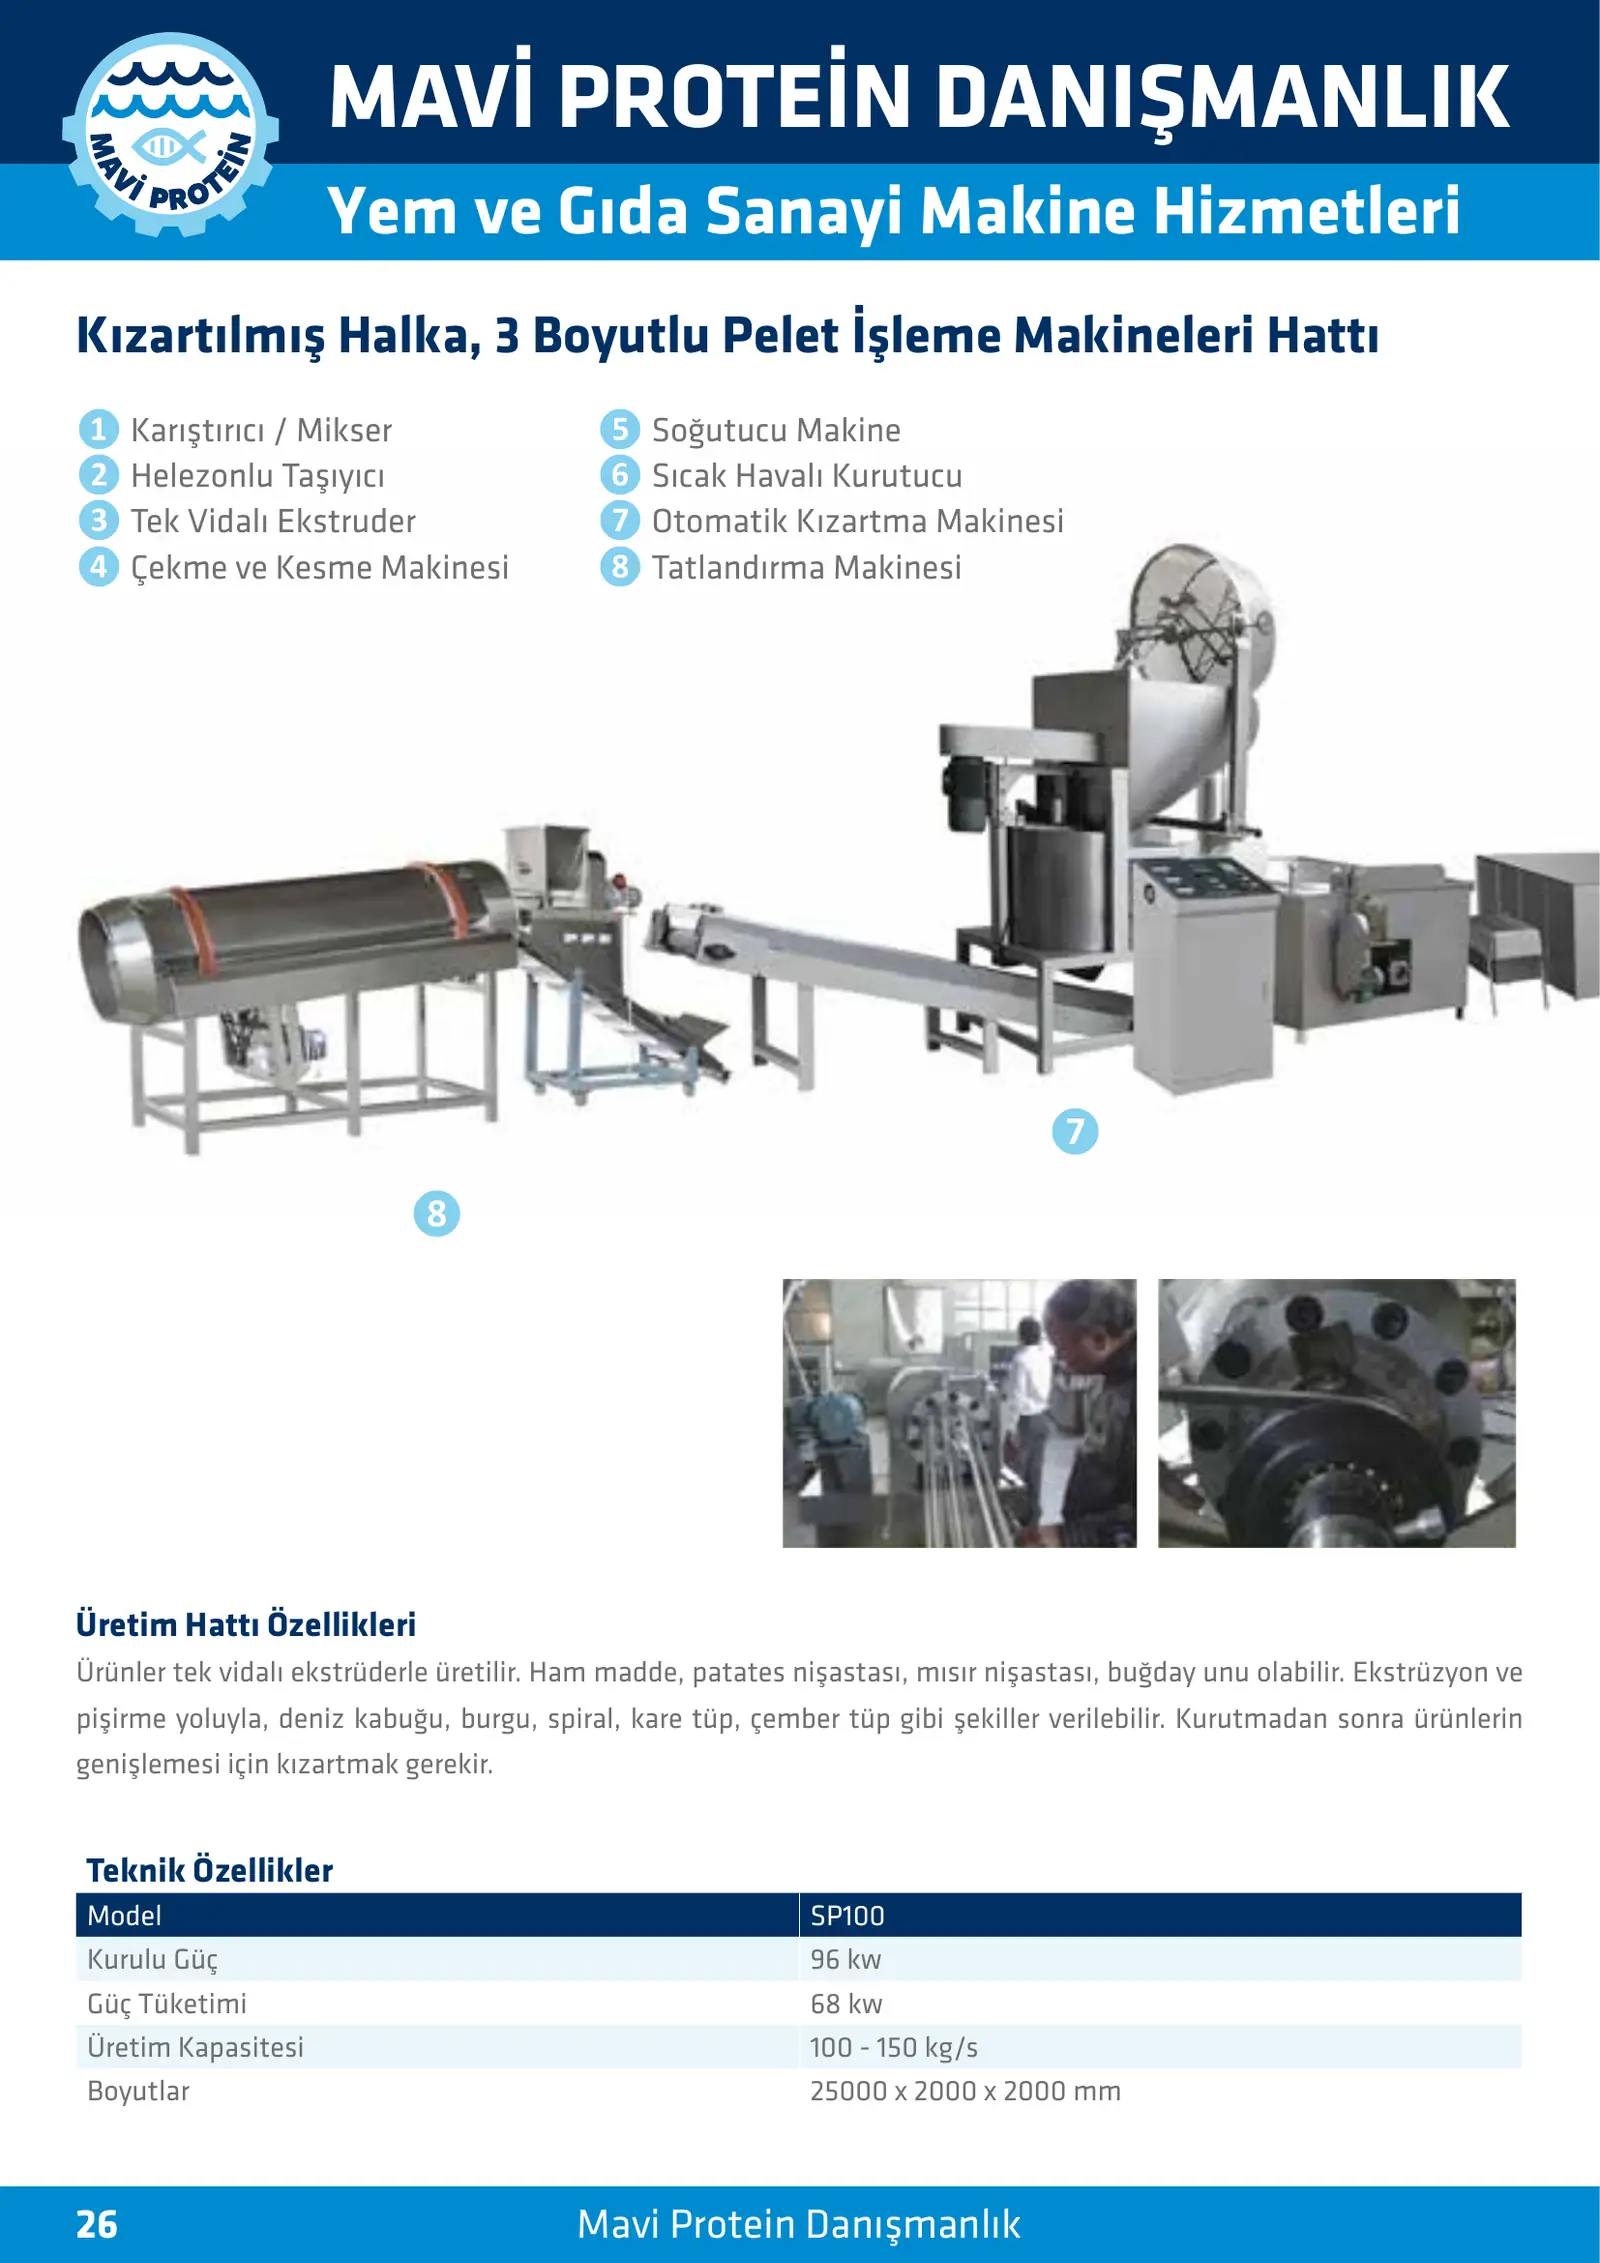 MAVİ PROTEİN
MAVİ PROTEİN DANIŞMANLIK
Yem ve Gıda Sanayi Makine Hizmetleri
Kızartılmış Halka, 3 Boyutlu Pelet İşleme Makineleri Hattı
1 Karıştırıcı / Mikser
2 Helezonlu Taşıyıcı
3 Tek Vidalı Ekstruder
4 Çekme ve Kesme Makinesi
5 Soğutucu Makine
6 Sıcak Havalı Kurutucu
7 Otomatik Kızartma Makinesi
8 Tatlandırma Makinesi
7
8
Üretim Hattı Özellikleri
Ürünler tek vidalı ekstrüderle üretilir. Ham madde, patates nişastası, mısır nişastası, buğday unu olabilir. Ekstrüzyon ve
pişirme yoluyla, deniz kabuğu, burgu, spiral, kare tüp, çember tüp gibi şekiller verilebilir. Kurutmadan sonra ürünlerin
genişlemesi için kızartmak gerekir.
Teknik Özellikler
Model SP100
Kurulu Güç 96 kw
Güç Tüketimi 68 kw
Üretim Kapasitesi 100 - 150 kg/s
Boyutlar 25000 x 2000 x 2000 mm
26 Mavi Protein Danışmanlık